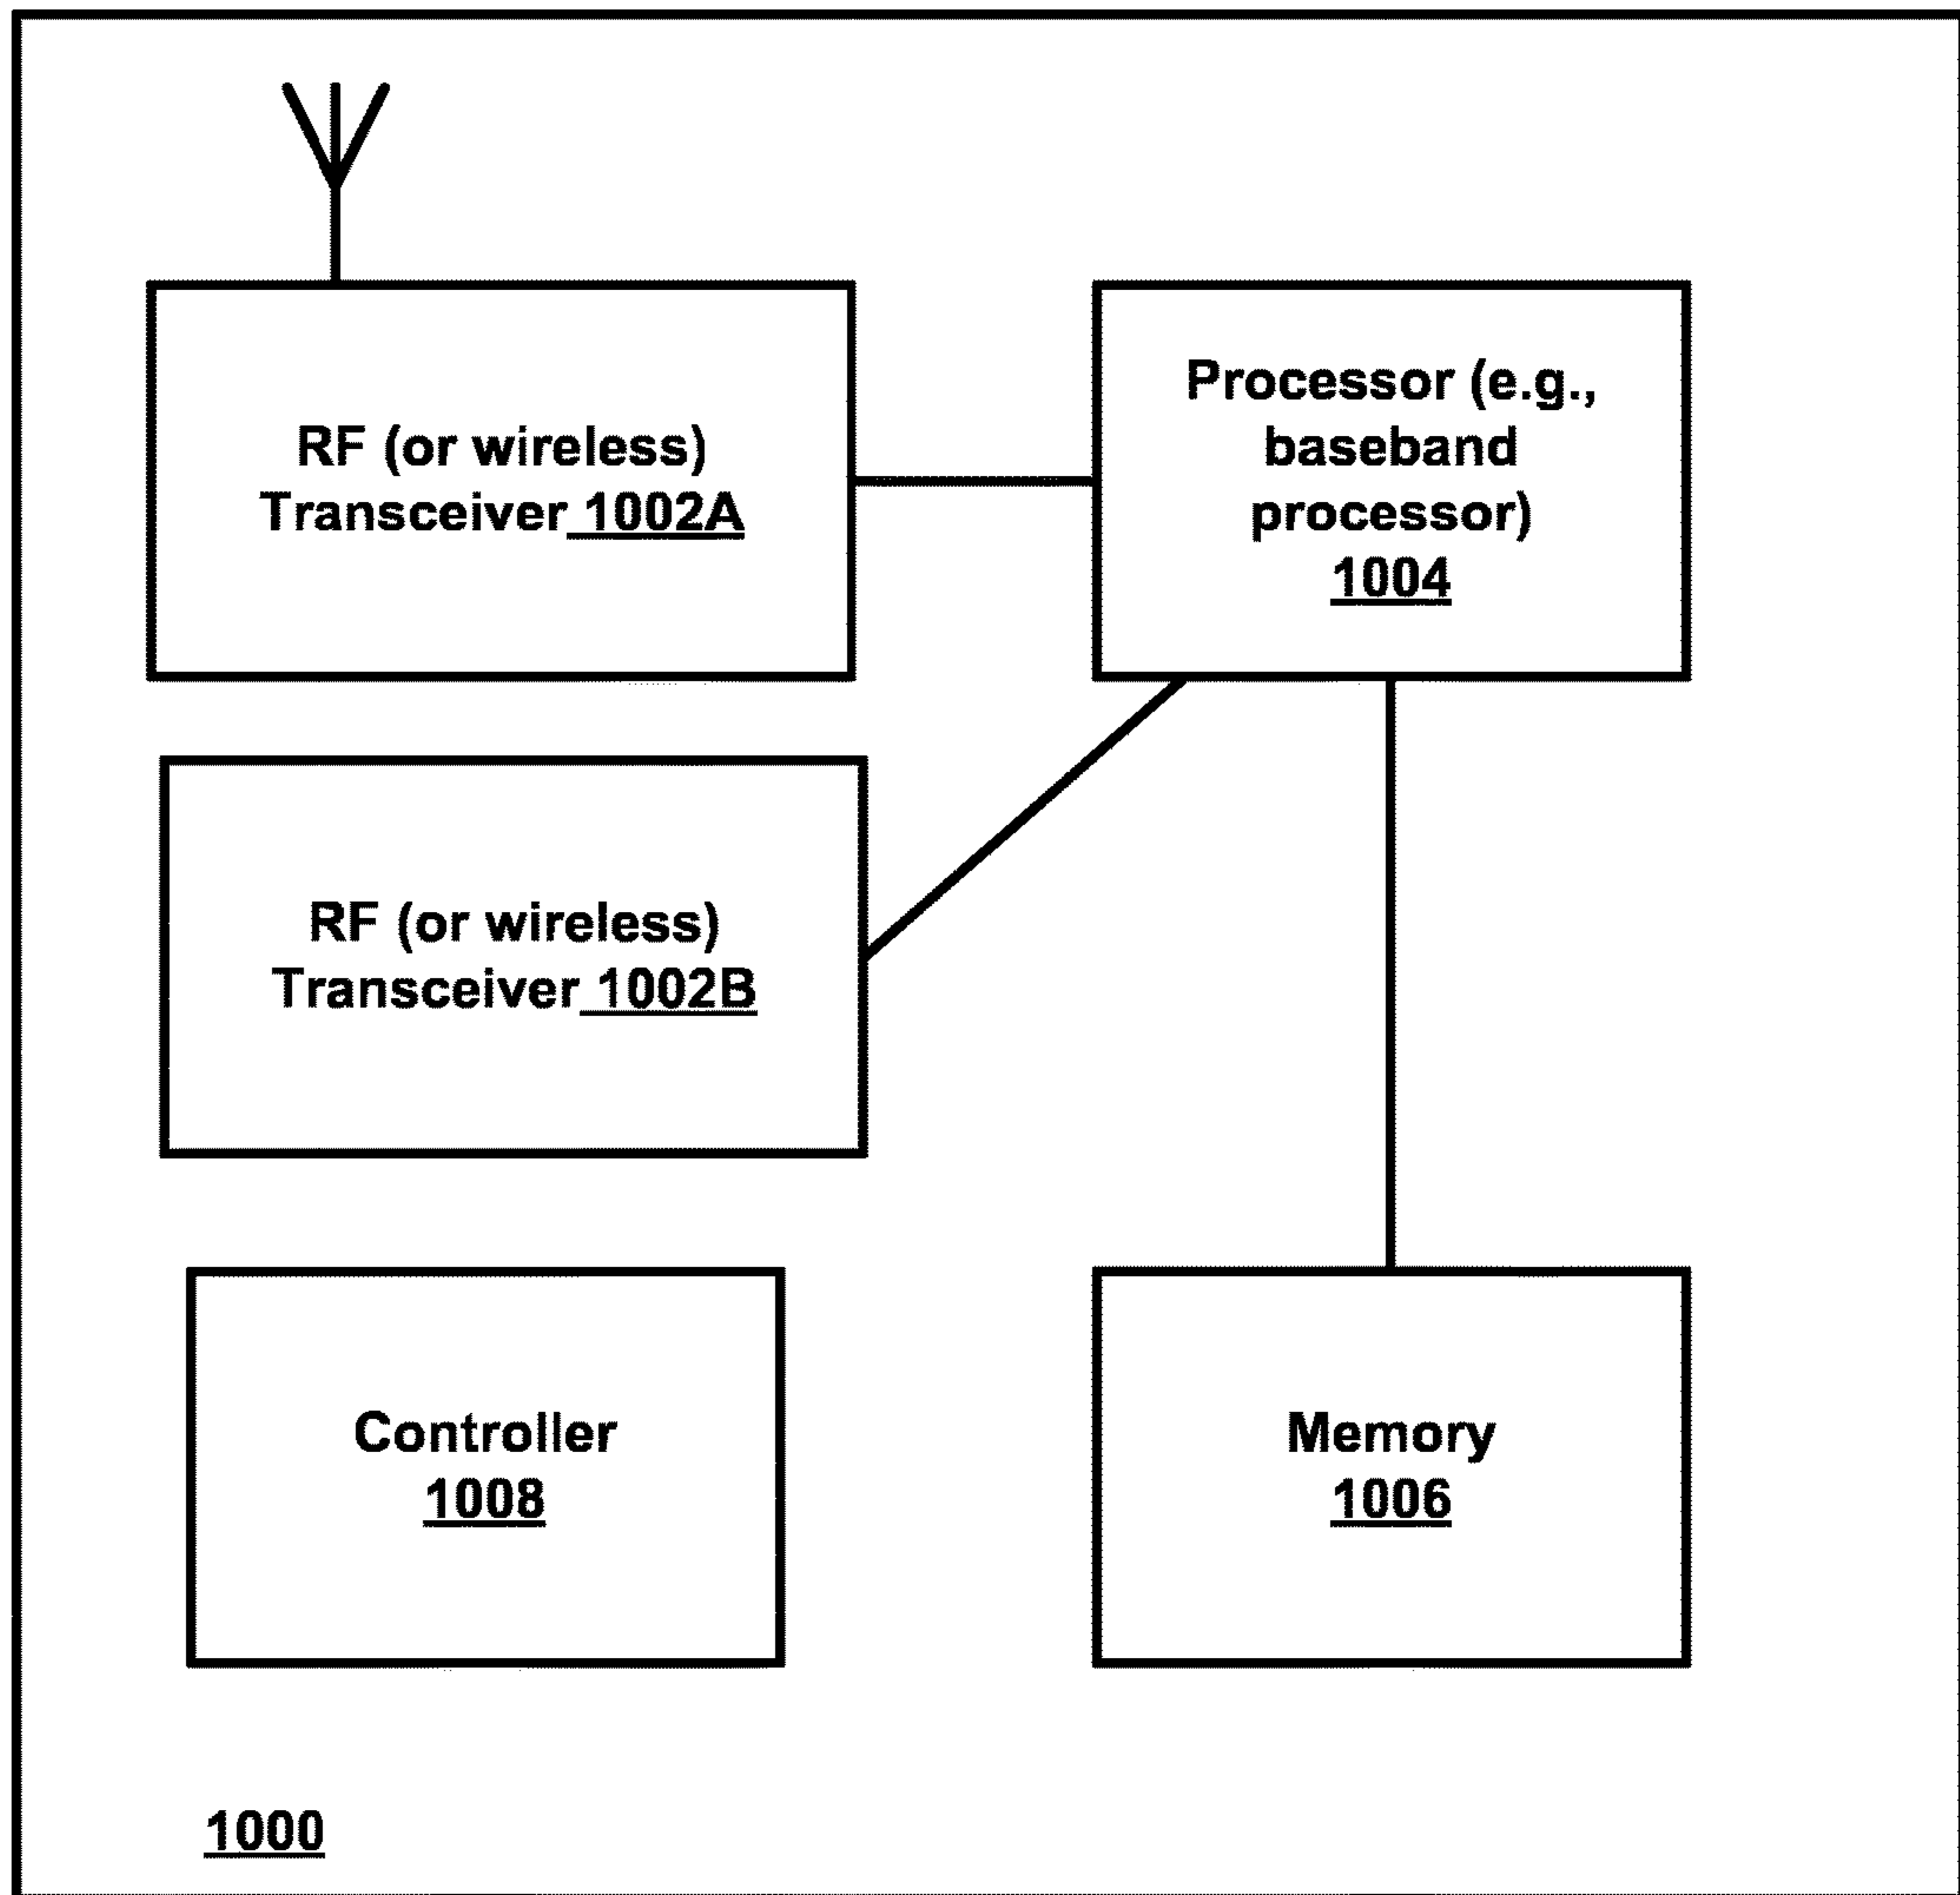 RF (or wireless)
Transceiver 1002A
Processor (e.g.,
baseband
processor)
1004
RF (or wireless)
Transceiver 1002B
Controller
1008
Memory
1006
1000